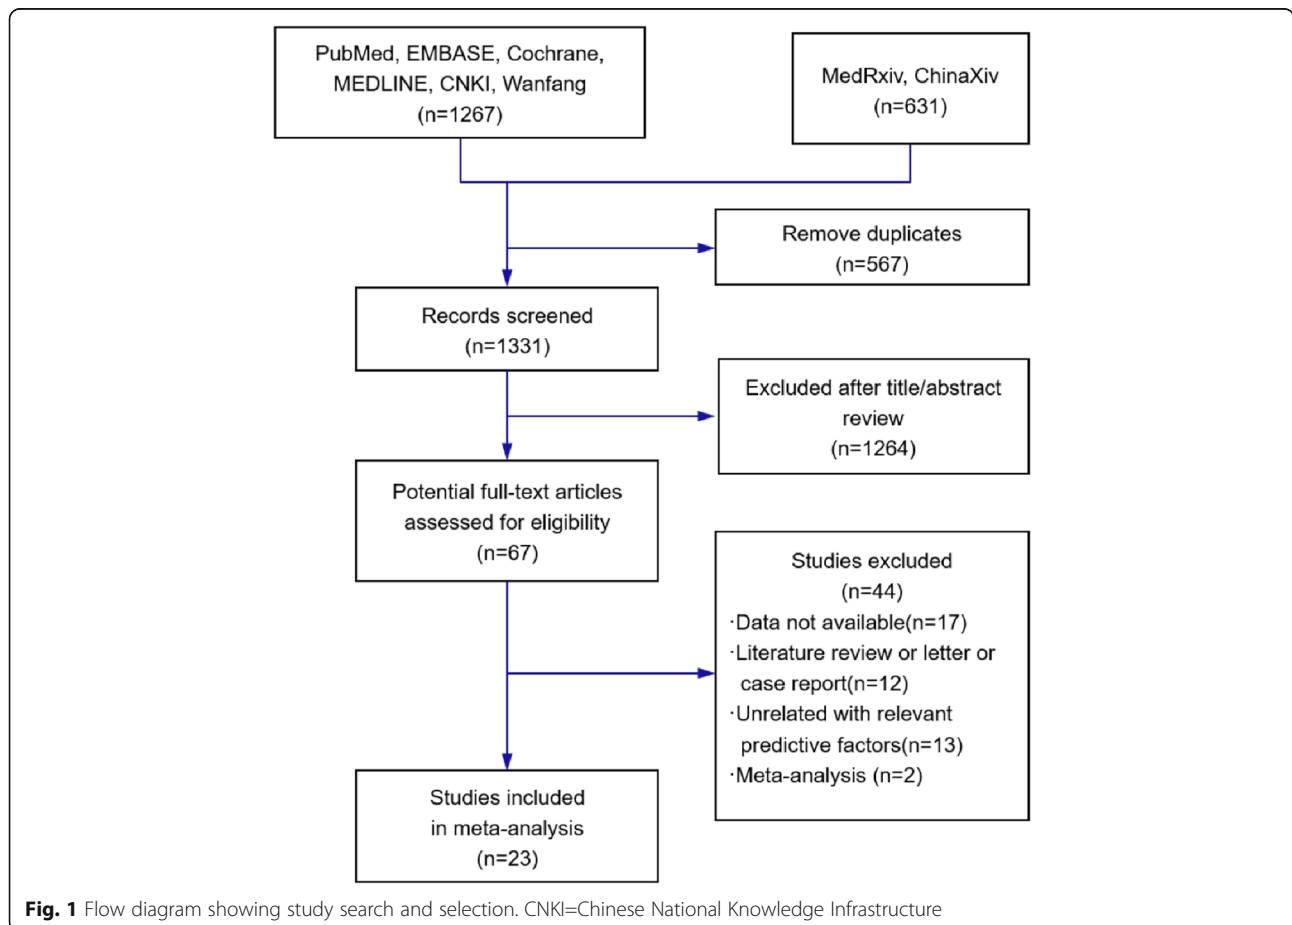 PubMed, EMBASE, Cochrane,
MEDLINE, CNKI, Wanfang
(n=1267)
MedRxiv, ChinaXiv
(n=631)
Remove duplicates
(n=567)
Records screened
(n=1331)
Excluded after title/abstract
review
(n=1264)
Potential full-text articles
assessed for eligibility
(n=67)
Studies excluded
(n=44)
·Data not available(n=17)
·Literature review or letter or
case report(n=12)
·Unrelated with relevant
predictive factors(n=13)
·Meta-analysis (n=2)
Studies included
in meta-analysis
(n=23)
Fig. 1 Flow diagram showing study search and selection. CNKI=Chinese National Knowledge Infrastructure